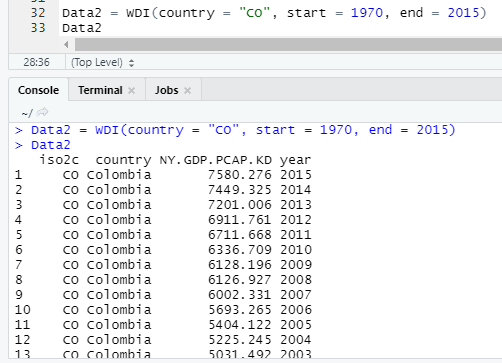 32 Data2 = WDI(country = "CO", start = 1970, end = 2015)
33 Data2
28:36 (Top Level)
Console Terminal × Jobs ×
~/
> Data2 = WDI(country = "CO", start = 1970, end = 2015)
> Data2
iso2c country NY.GDP.PCAP.KD year
1 CO Colombia 7580.276 2015
2 CO Colombia 7449.325 2014
3 CO Colombia 7201.006 2013
4 CO Colombia 6911.761 2012
5 CO Colombia 6711.668 2011
6 CO Colombia 6336.709 2010
7 CO Colombia 6128.196 2009
8 CO Colombia 6126.927 2008
9 CO Colombia 6002.331 2007
10 CO Colombia 5693.265 2006
11 CO Colombia 5404.122 2005
12 CO Colombia 5225.245 2004
13 CO Colombia 5031.492 2003